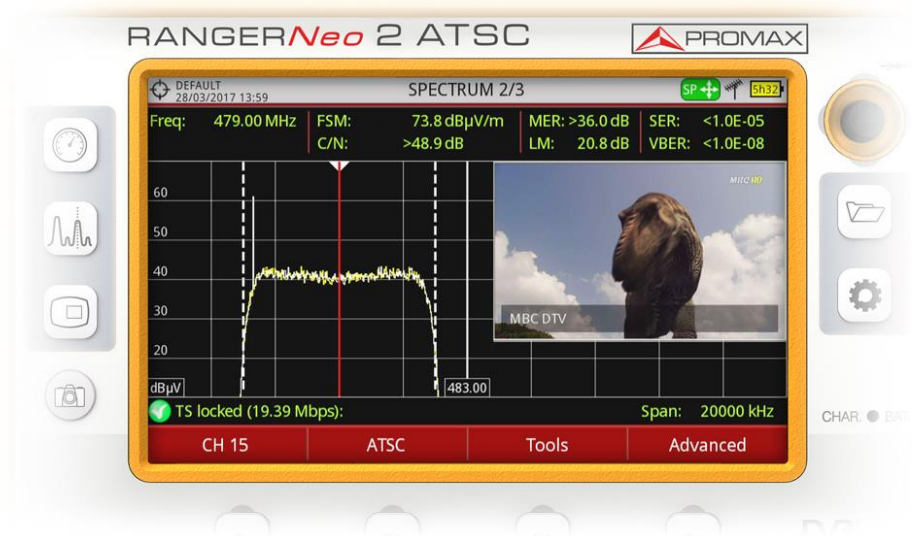 RANGERNeo 2 ATSC
PROMAX
DEFAULT
28/03/2017 13:59
SPECTRUM 2/3
SP
5h32
Freq: 479.00 MHz
FSM: 73.8 dBµV/m
MER: >36.0 dB
SER: <1.0E-05
C/N: >48.9 dB
LM: 20.8 dB
VBER: <1.0E-08
60
50
40
30
20
dBµV
483.00
MBC HD
MBC DTV
TS locked (19.39 Mbps):
Span: 20000 kHz
CH 15
ATSC
Tools
Advanced
CHAR.